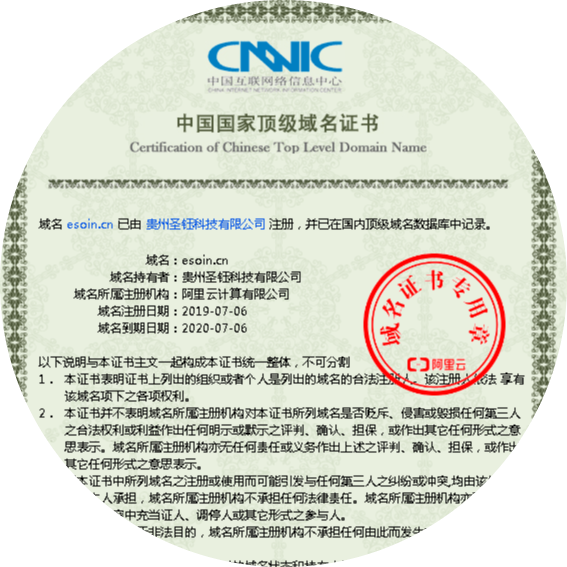 CNNIC
中国互联网络信息中心
CHINA INTERNET NETWORK INFORMATION CENTER
中国国家顶级域名证书
Certification of Chinese Top Level Domain Name
域名 esoin.cn 已由 贵州圣钰科技有限公司 注册，并已在国内顶级域名数据库中记录。
域名：esoin.cn
域名持有者：贵州圣钰科技有限公司
域名所属注册机构：阿里云计算有限公司
域名注册日期：2019-07-06
域名到期日期：2020-07-06
域名证书专用章
阿里云
以下说明与本证书主文一起构成本证书统一整体，不可分割
1. 本证书表明证书上列出的组织或者个人是列出的域名的合法注册人。该注册人依法 享有
该域名项下之各项权利。
2. 本证书并不表明域名所属注册机构对本证书所列域名是否贬斥、侵害或毁损任何第三人
之合法权利或利益作出任何明示或默示之评判、确认、担保，或作出其它任何形式之意
思表示。域名所属注册机构亦无任何责任或义务作出上述之评判、确认、担保，或作出
其它任何形式之意思表示。
证书中所列域名之注册或使用而可能引发与任何第三人之纠纷或冲突,均由该
人承担，域名所属注册机构不承担任何法律责任。域名所属注册机构亦
中充当证人、调停人或其它形式之参与人。
非法目的，域名所属注册机构不承担任何由此而发生